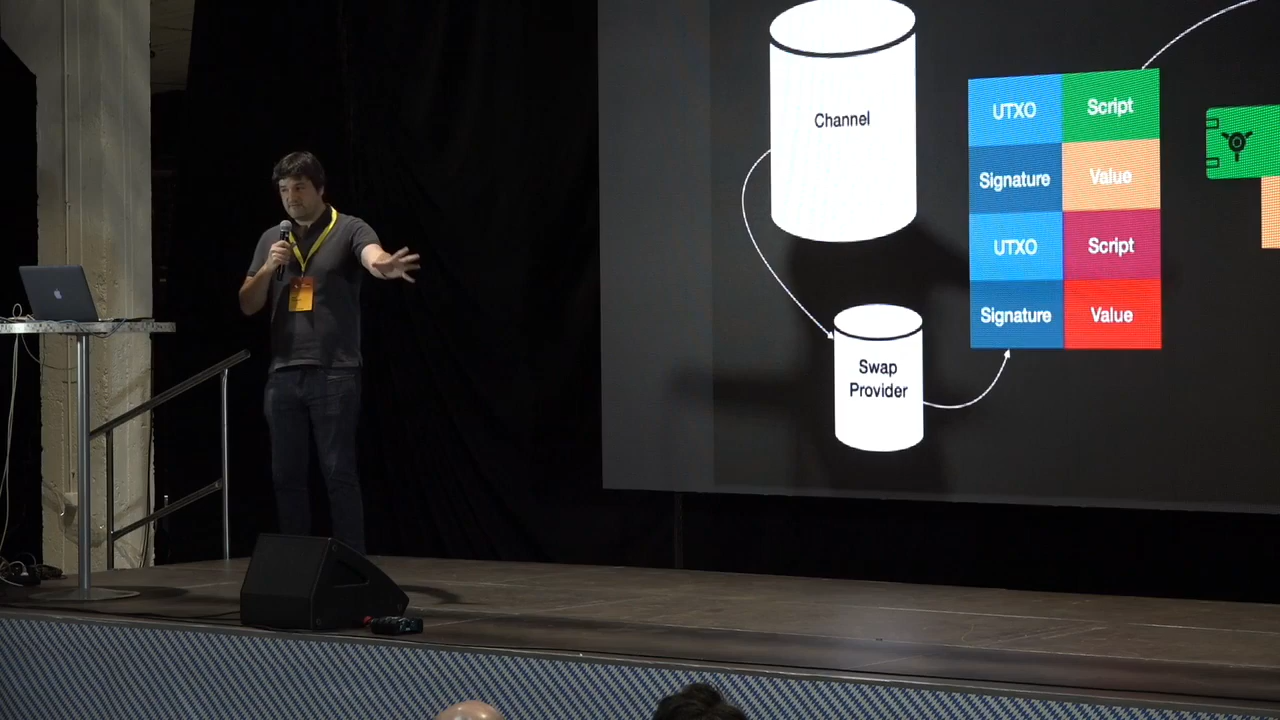 Channel
UTXO
Script
Signature
Value
UTXO
Script
Signature
Value
Swap
Provider